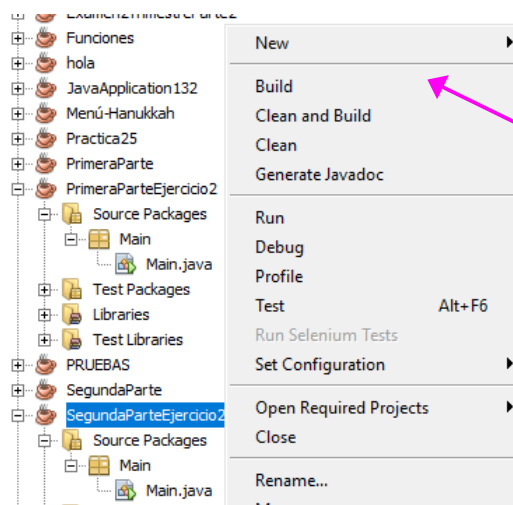 Funciones
hola
JavaApplication132
Menú-Hanukkah
Practica25
PrimeraParte
PrimeraParteEjercicio2
Source Packages
Main
Main.java
Test Packages
Libraries
Test Libraries
PRUEBAS
SegundaParte
SegundaParteEjercicio2
Source Packages
Main
Main.java
New
Build
Clean and Build
Clean
Generate Javadoc
Run
Debug
Profile
Test Alt+F6
Run Selenium Tests
Set Configuration
Open Required Projects
Close
Rename...